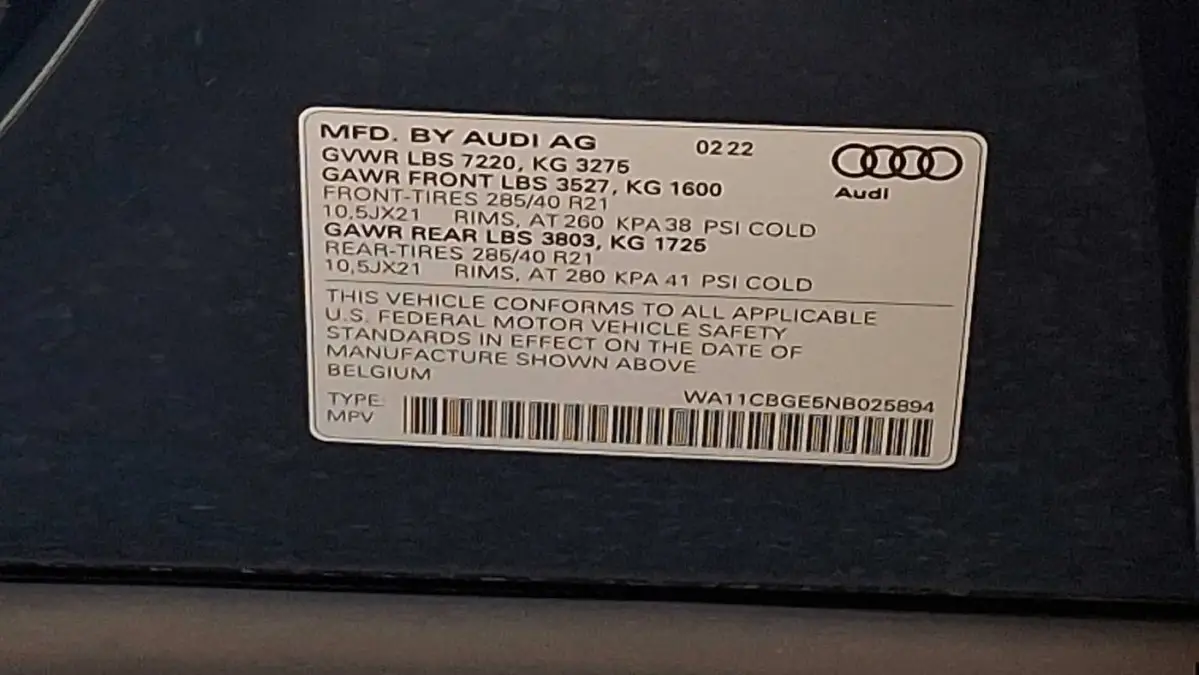 MFD. BY AUDI AG 02 22
GVWR LBS 7220, KG 3275
GAWR FRONT LBS 3527, KG 1600
FRONT-TIRES 285/40 R21
10,5JX21 RIMS, AT 260 KPA 38 PSI COLD
GAWR REAR LBS 3803, KG 1725
REAR-TIRES 285/40 R21
10,5JX21 RIMS, AT 280 KPA 41 PSI COLD
Audi
THIS VEHICLE CONFORMS TO ALL APPLICABLE
U.S. FEDERAL MOTOR VEHICLE SAFETY
STANDARDS IN EFFECT ON THE DATE OF
MANUFACTURE SHOWN ABOVE
BELGIUM
TYPE: WA11CBGE5NB025894
MPV